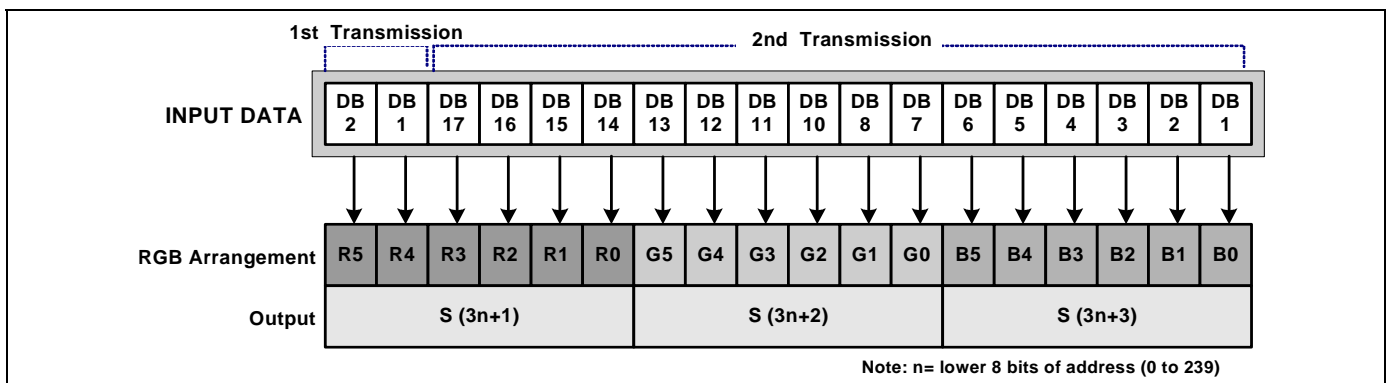 1st Transmission
2nd Transmission
INPUT DATA
DB 2 DB 1 DB 17 DB 16 DB 15 DB 14 DB 13 DB 12 DB 11 DB 10 DB 8 DB 7 DB 6 DB 5 DB 4 DB 3 DB 2 DB 1
RGB Arrangement R5 R4 R3 R2 R1 R0 G5 G4 G3 G2 G1 G0 B5 B4 B3 B2 B1 B0
Output S (3n+1) S (3n+2) S (3n+3)
Note: n= lower 8 bits of address (0 to 239)